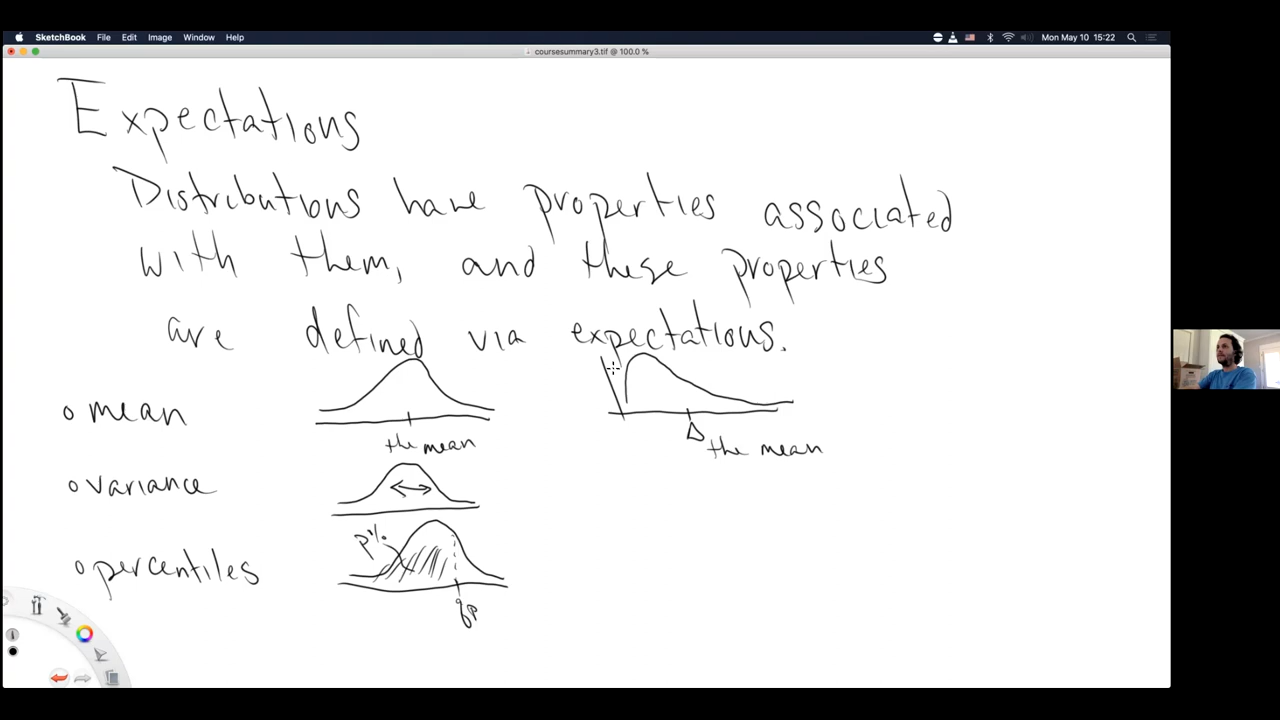 SketchBook File Edit Image Window Help Mon May 10 15:22
coursesummary3.tif @ 100.0 %
Expectations
Distributions have properties associated
with them, and these properties
are defined via expectations.
o mean
the mean
the mean
o variance
p%
o percentiles
qp